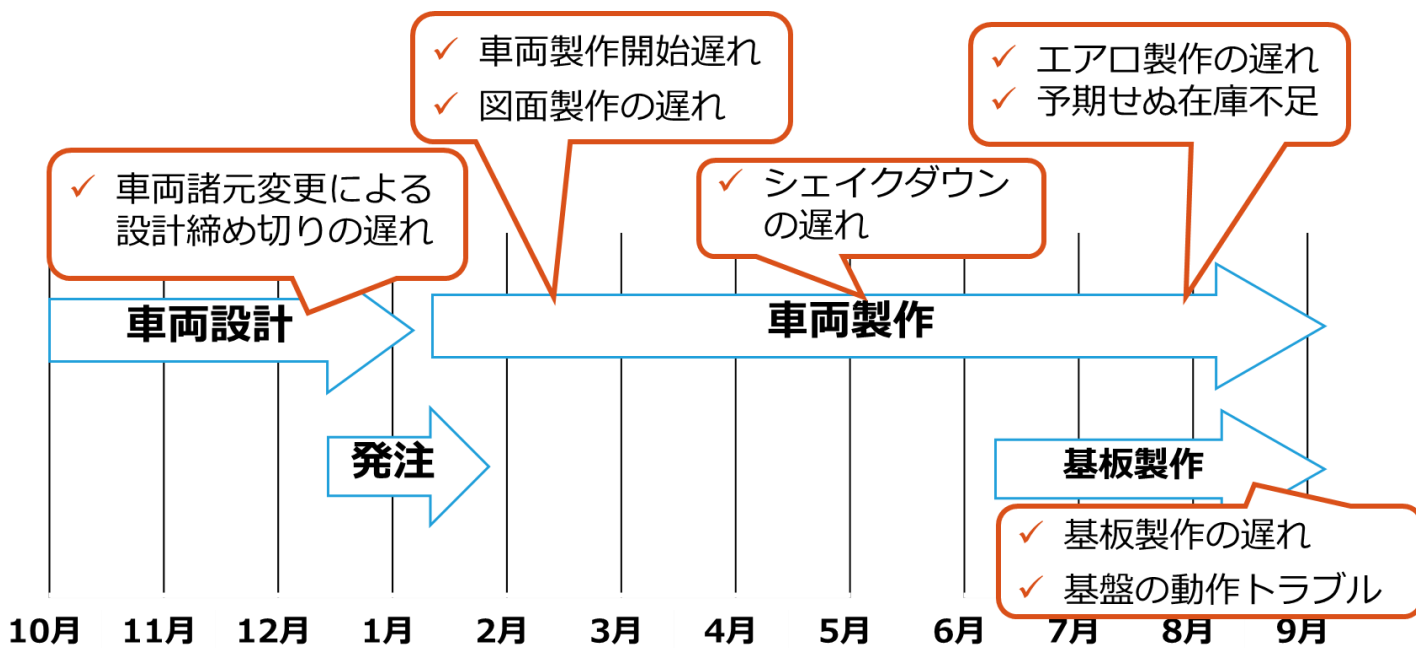 ✓ 車両製作開始遅れ
✓ 図面製作の遅れ
✓ エアロ製作の遅れ
✓ 予期せぬ在庫不足
✓ 車両諸元変更による
設計締め切りの遅れ
✓ シェイクダウン
の遅れ
車両設計
車両製作
発注
基板製作
✓ 基板製作の遅れ
✓ 基盤の動作トラブル
10月 11月 12月 1月 2月 3月 4月 5月 6月 7月 8月 9月